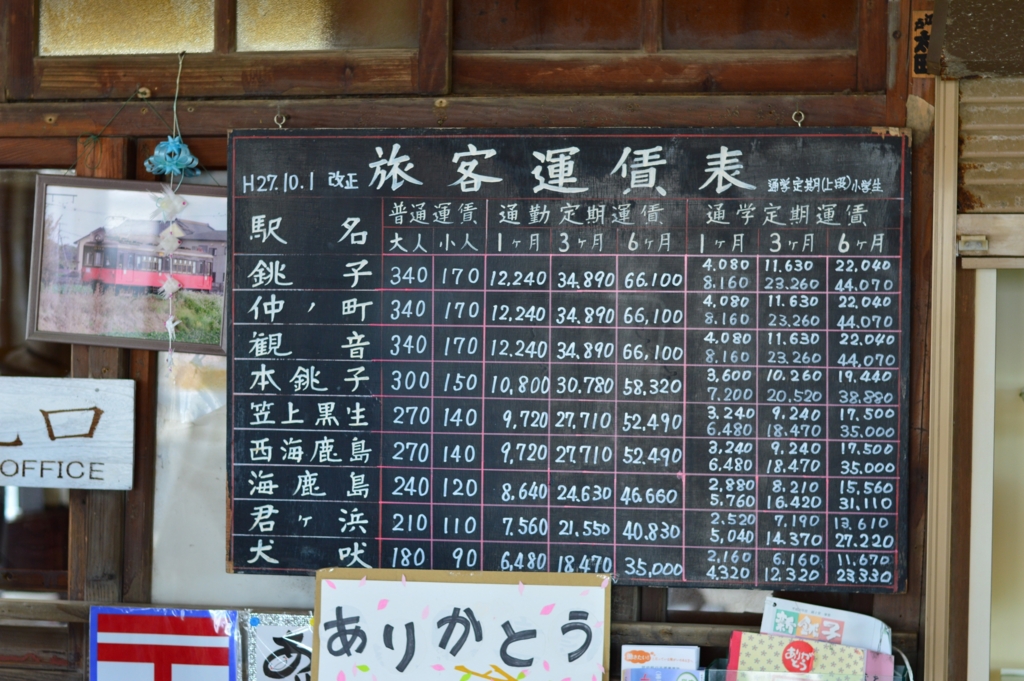 H27.10.1 改正 旅客運賃表 通学定期(上段)小学生
駅名 普通運賃 通勤定期運賃 通学定期運賃
大人 小人 1ヶ月 3ヶ月 6ヶ月 1ヶ月 3ヶ月 6ヶ月
銚子 340 170 12,240 34,890 66,100 4,080 11,630 22,040
8,160 23,260 44,070
仲ノ町 340 170 12,240 34,890 66,100 4,080 11,630 22,040
8,160 23,260 44,070
観音 340 170 12,240 34,890 66,100 4,080 11,630 22,040
8,160 23,260 44,070
本銚子 300 150 10,800 30,780 58,320 3,600 10,260 19,440
7,200 20,520 38,880
笠上黒生 270 140 9,720 27,710 52,490 3,240 9,240 17,500
6,480 18,470 35,000
西海鹿島 270 140 9,720 27,710 52,490 3,240 9,240 17,500
6,480 18,470 35,000
海鹿島 240 120 8,640 24,630 46,660 2,880 8,210 15,560
5,760 16,420 31,110
君ヶ浜 210 110 7,560 21,550 40,830 2,520 7,190 13,610
5,040 14,370 27,220
犬吠 180 90 6,480 18,470 35,000 2,160 6,160 11,670
4,320 12,320 23,330
口
OFFICE
ありがとう